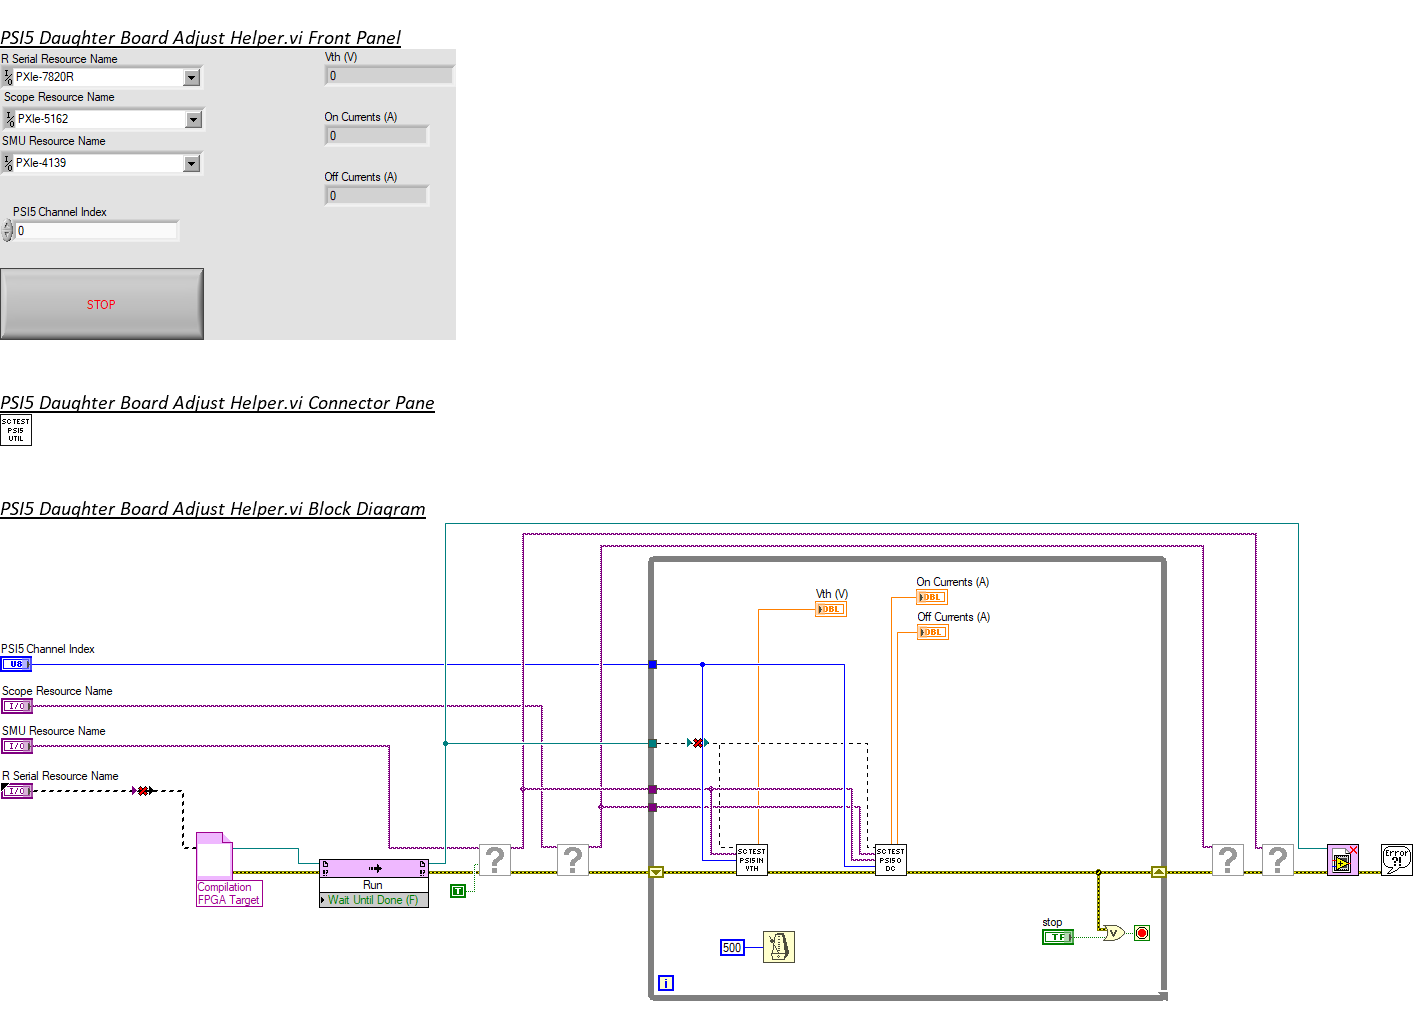 PSI5 Daughter Board Adjust Helper.vi Front Panel
R Serial Resource Name
PXIe-7820R
Scope Resource Name
PXIe-5162
SMU Resource Name
PXIe-4139
PSI5 Channel Index
0
STOP
Vth (V)
0
On Currents (A)
0
Off Currents (A)
0
PSI5 Daughter Board Adjust Helper.vi Connector Pane
SC TEST
PSI5
UTIL
PSI5 Daughter Board Adjust Helper.vi Block Diagram
On Currents (A)
DBL
Vth (V)
DBL
Off Currents (A)
DBL
PSI5 Channel Index
U8
Scope Resource Name
I/O
SMU Resource Name
I/O
R Serial Resource Name
I/O
Compilation
FPGA Target
Run
Wait Until Done (F)
T
?
?
SC TEST
PSI5 IN
VTH
SC TEST
PSI5 O
DC
?
?
Error
?!
stop
TF
V
500
i